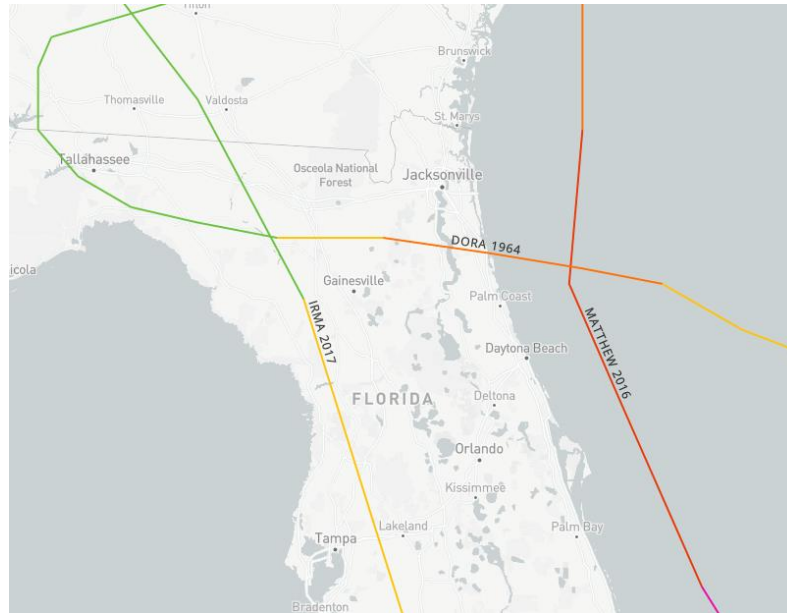 Tifton
Brunswick
Thomasville
Valdosta
St. Marys
Tallahassee
Osceola National
Forest
Jacksonville
DORA 1964
icola
Gainesville
Palm Coast
IRMA 2017
MATTHEW 2016
Daytona Beach
FLORIDA
Deltona
Orlando
Kissimmee
Lakeland
Palm Bay
Tampa
Bradenton